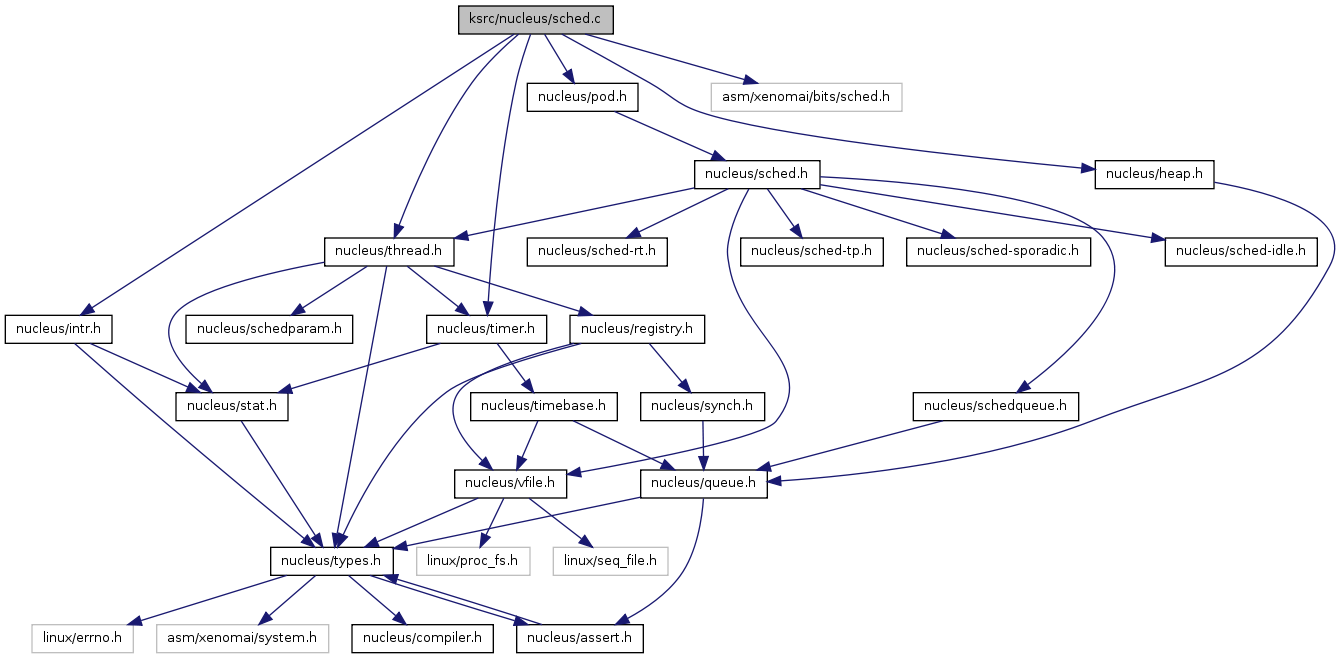 ksrc/nucleus/sched.c
nucleus/pod.h
asm/xenomai/bits/sched.h
nucleus/sched.h
nucleus/heap.h
nucleus/thread.h
nucleus/sched-rt.h
nucleus/sched-tp.h
nucleus/sched-sporadic.h
nucleus/sched-idle.h
nucleus/intr.h
nucleus/schedparam.h
nucleus/timer.h
nucleus/registry.h
nucleus/stat.h
nucleus/timebase.h
nucleus/synch.h
nucleus/schedqueue.h
nucleus/vfile.h
nucleus/queue.h
nucleus/types.h
linux/proc_fs.h
linux/seq_file.h
linux/errno.h
asm/xenomai/system.h
nucleus/compiler.h
nucleus/assert.h